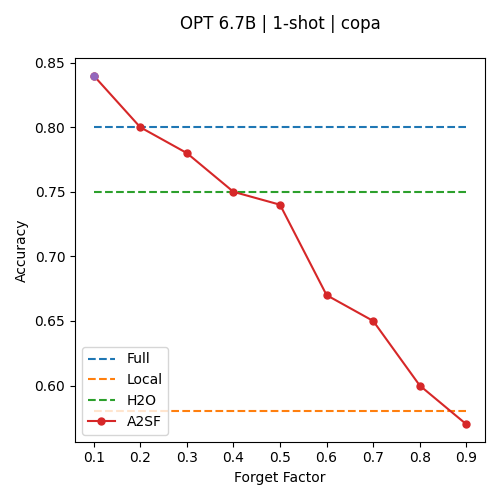 OPT 6.7B | 1-shot | copa
0.85
0.80
0.75
0.70
0.65
0.60
Accuracy
Full
Local
H2O
A2SF
0.1 0.2 0.3 0.4 0.5 0.6 0.7 0.8 0.9
Forget Factor